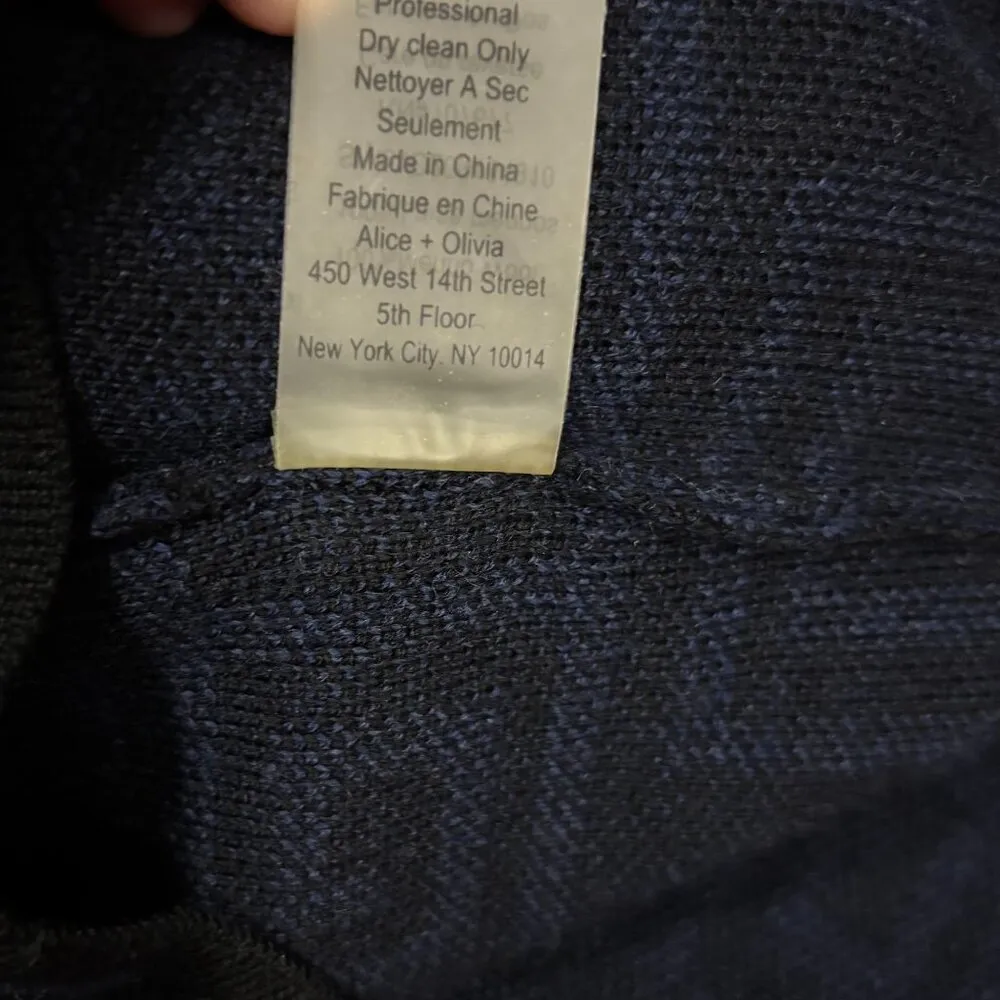 Professional
Dry clean Only
Nettoyer A Sec
Seulement
Made in China
Fabrique en Chine
Alice + Olivia
450 West 14th Street
5th Floor
New York City. NY 10014